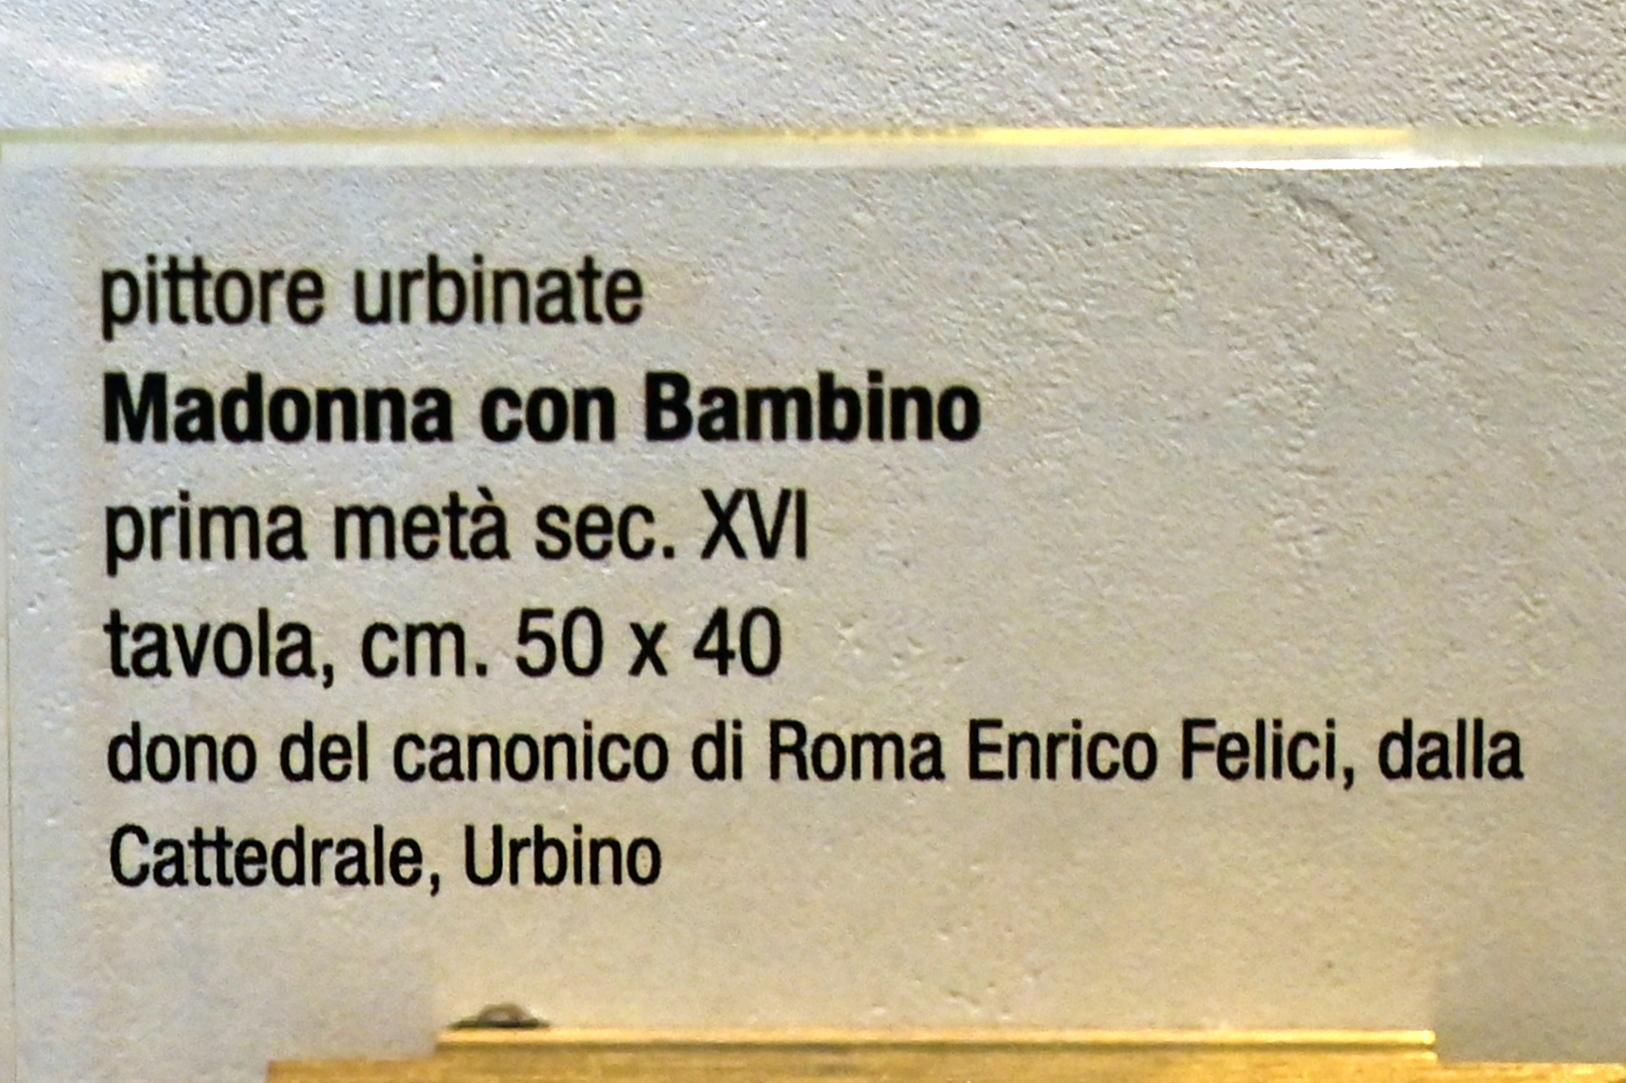 pittore urbinate
Madonna con Bambino
prima metà sec. XVI
tavola, cm. 50 x 40
dono del canonico di Roma Enrico Felici, dalla
Cattedrale, Urbino